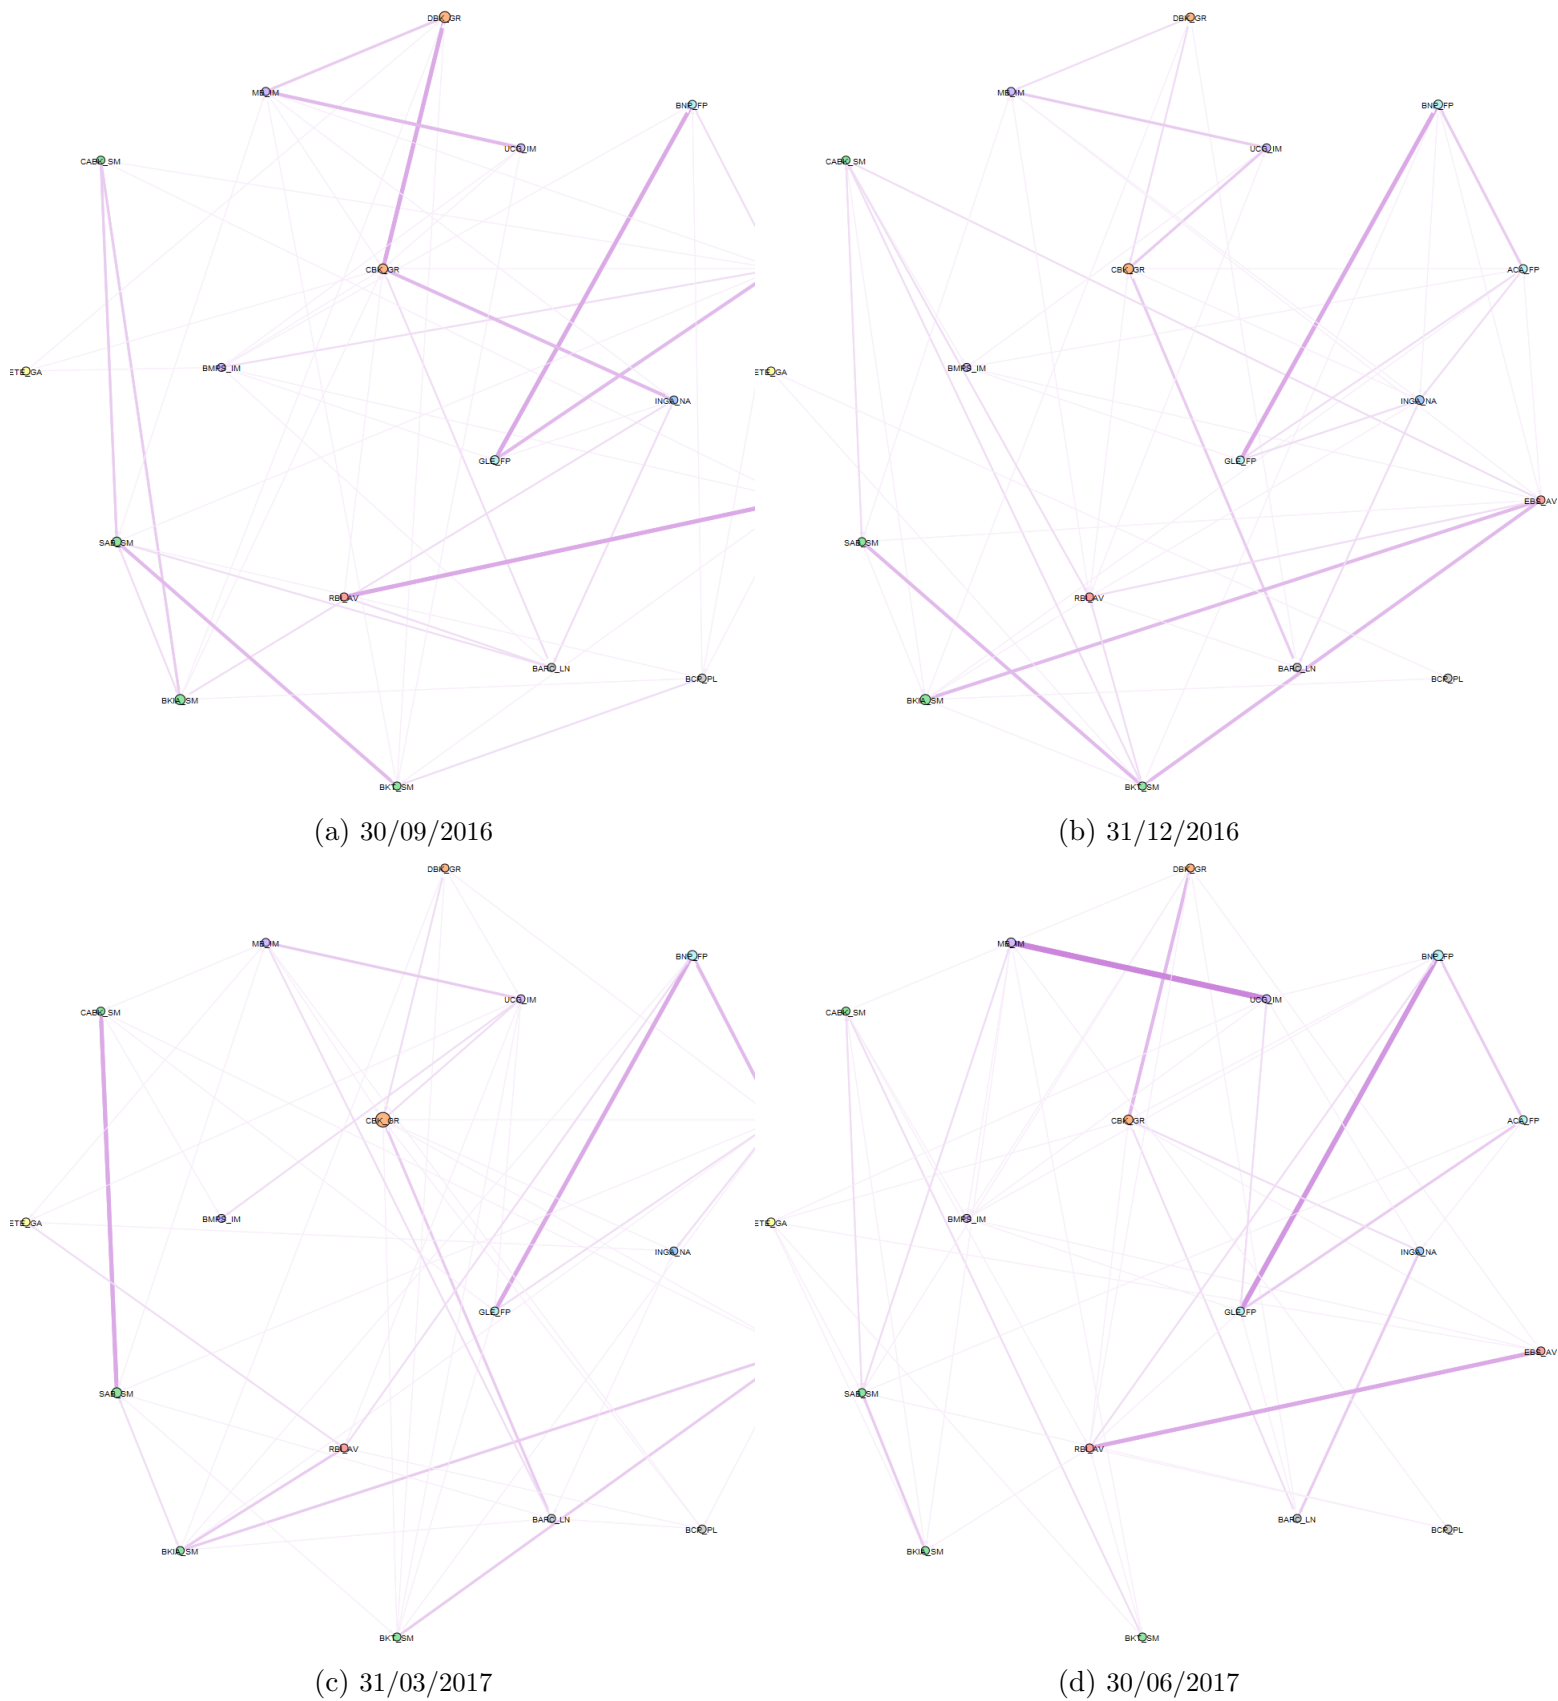 DBK_GR
MB_IM
BNP_FP
UCG_IM
CABK_SM
CBK_GR
BMPS_IM
ETE_GA
INGA_NA
GLE_FP
SAB_SM
RBI_AV
BARC_LN
BCP_PL
BKIA_SM
BKT_SM
(a) 30/09/2016
DBK_GR
MB_IM
BNP_FP
UCG_IM
CABK_SM
CBK_GR
ACA_FP
BMPS_IM
ETE_GA
INGA_NA
GLE_FP
EBS_AV
SAB_SM
RBI_AV
BARC_LN
BCP_PL
BKIA_SM
BKT_SM
(b) 31/12/2016
DBK_GR
MB_IM
BNP_FP
UCG_IM
CABK_SM
CBK_GR
BMPS_IM
ETE_GA
INGA_NA
GLE_FP
SAB_SM
RBI_AV
BARC_LN
BCP_PL
BKIA_SM
BKT_SM
(c) 31/03/2017
DBK_GR
MB_IM
BNP_FP
UCG_IM
CABK_SM
CBK_GR
ACA_FP
BMPS_IM
ETE_GA
INGA_NA
GLE_FP
EBS_AV
SAB_SM
RBI_AV
BARC_LN
BCP_PL
BKIA_SM
BKT_SM
(d) 30/06/2017